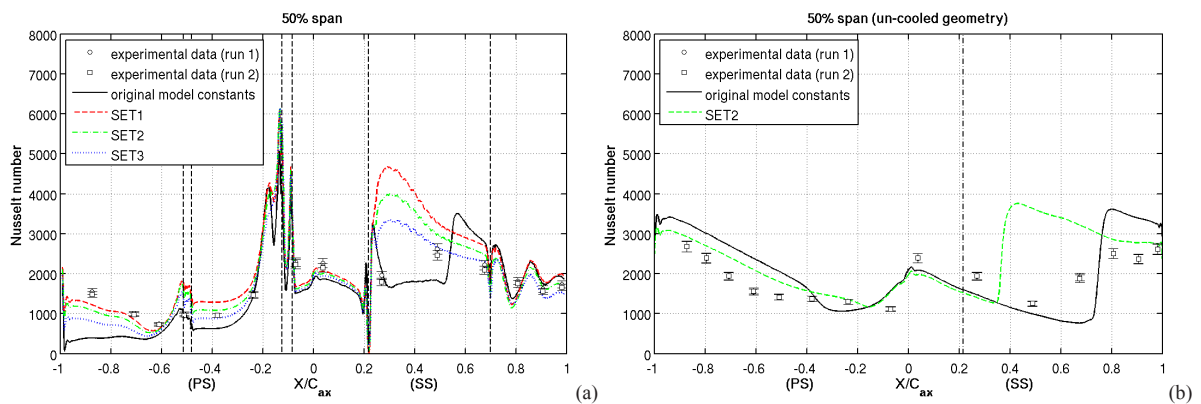 50% span
8000
7000
6000
5000
4000
3000
2000
1000
0
Nusselt number
experimental data (run 1)
experimental data (run 2)
original model constants
SET1
SET2
SET3
-1 -0.8 -0.6 -0.4 -0.2 0 0.2 0.4 0.6 0.8 1
(PS) X/Cax (SS)
(a)
50% span (un-cooled geometry)
8000
7000
6000
5000
4000
3000
2000
1000
0
Nusselt number
experimental data (run 1)
experimental data (run 2)
original model constants
SET2
-1 -0.8 -0.6 -0.4 -0.2 0 0.2 0.4 0.6 0.8 1
(PS) X/Cax (SS)
(b)